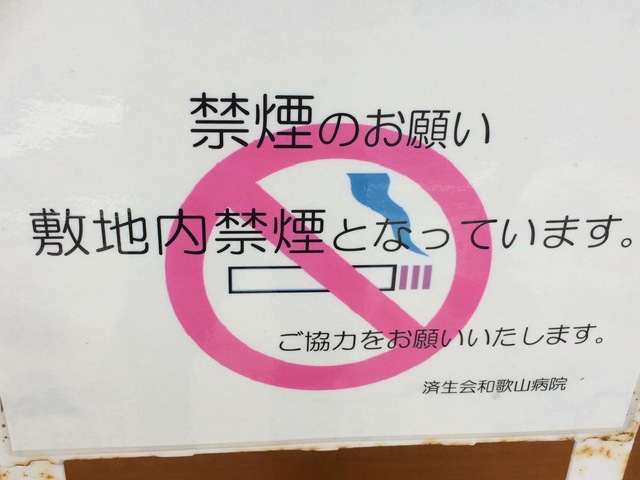 禁煙のお願い
敷地内禁煙となっています。
ご協力をお願いいたします。
済生会和歌山病院